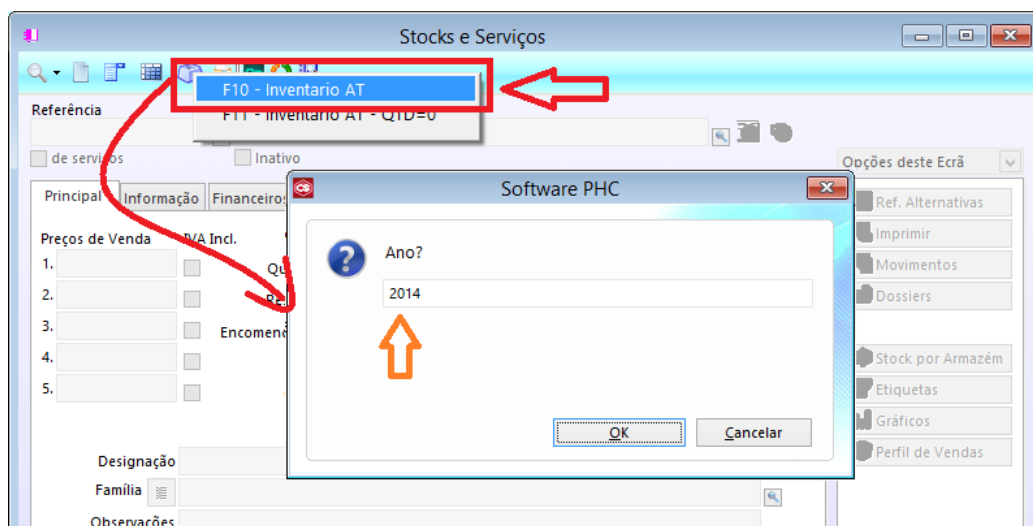 Stocks e Serviços
F10 - Inventario AT
F11 - Inventario AT - QTD=0
Referência
de serviços
Inativo
Opções deste Ecrã
Principal
Informação
Financeiros
Software PHC
Ref. Alternativas
Imprimir
Movimentos
Dossiers
Preços de Venda
IVA Incl.
Ano?
2014
1.
2.
3.
Encomend
4.
5.
Stock por Armazém
Etiquetas
Gráficos
Perfil de Vendas
OK
Cancelar
Designação
Família
Observações